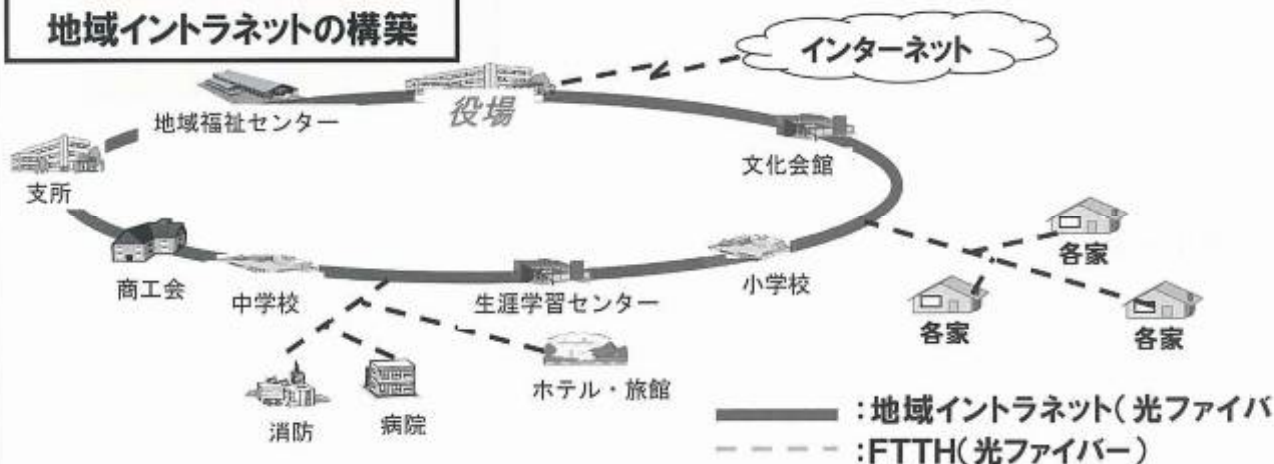 地域イントラネットの構築
インターネット
役場
地域福祉センター
文化会館
支所
各家
商工会
中学校
生涯学習センター
小学校
各家
各家
ホテル・旅館
消防
病院
:地域イントラネット(光ファイバ
:FTTH(光ファイバー)